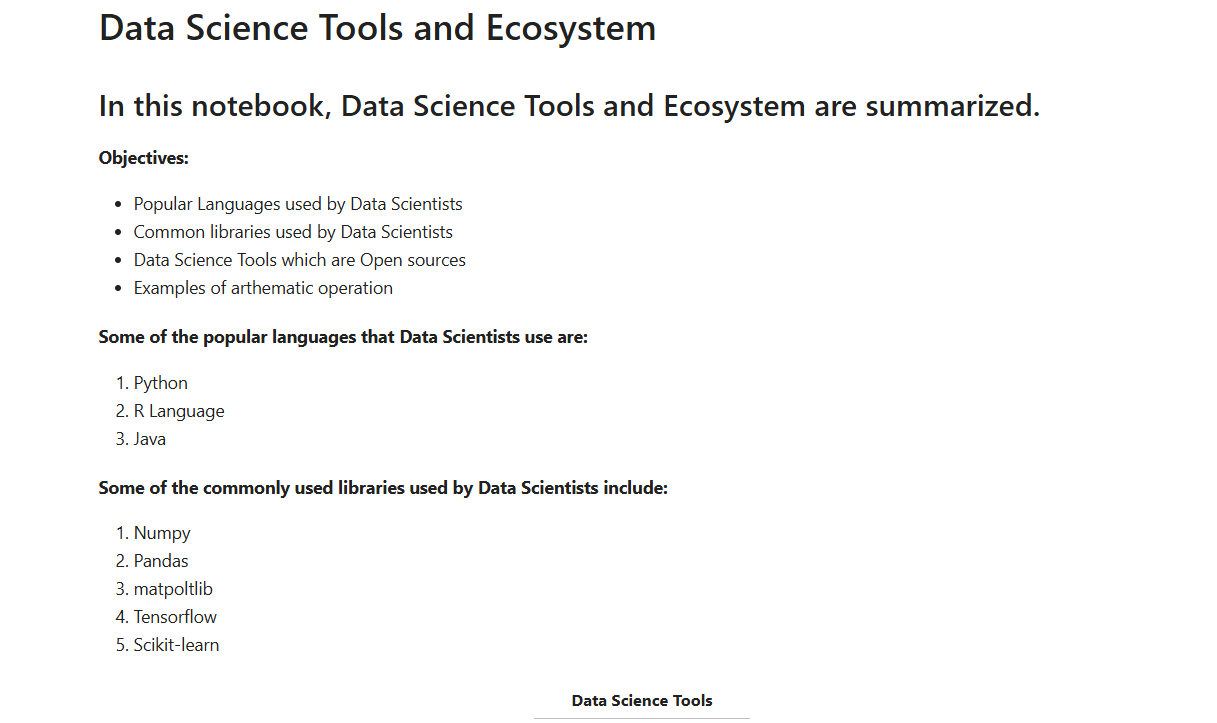 Data Science Tools and Ecosystem
In this notebook, Data Science Tools and Ecosystem are summarized.
Objectives:
• Popular Languages used by Data Scientists
• Common libraries used by Data Scientists
• Data Science Tools which are Open sources
• Examples of arthematic operation
Some of the popular languages that Data Scientists use are:
1. Python
2. R Language
3. Java
Some of the commonly used libraries used by Data Scientists include:
1. Numpy
2. Pandas
3. matpoltlib
4. Tensorflow
5. Scikit-learn
Data Science Tools